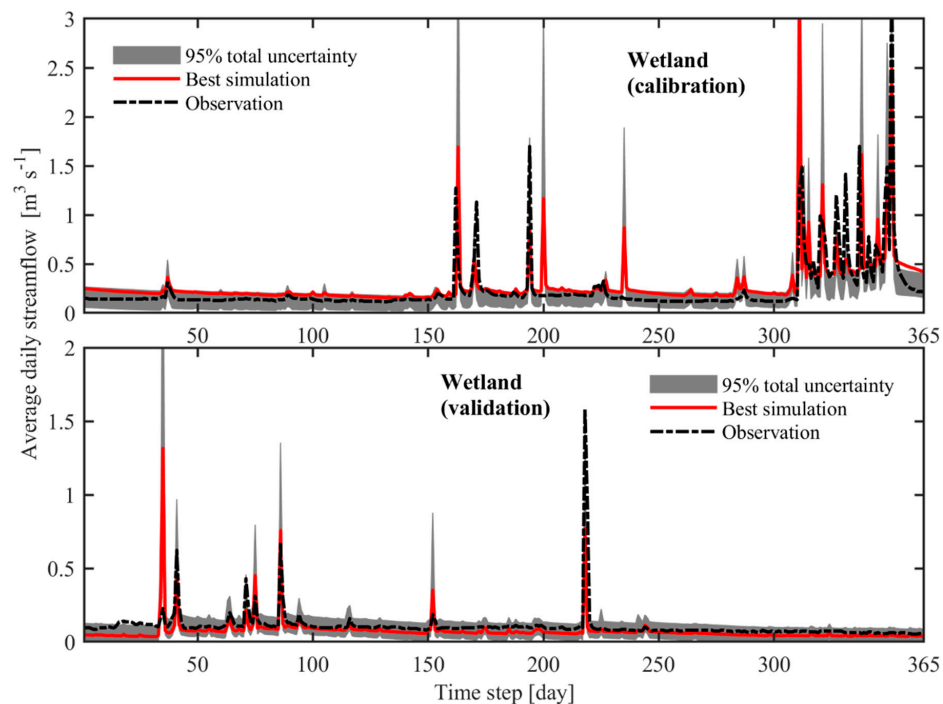 3
2.5
2
1.5
1
0.5
0
95% total uncertainty
Best simulation
Observation
Wetland
(calibration)
50
100
150
200
250
300
365
Average daily streamflow [m³ s⁻¹]
2
1.5
1
0.5
0
Wetland
(validation)
95% total uncertainty
Best simulation
Observation
50
100
150
200
250
300
365
Time step [day]